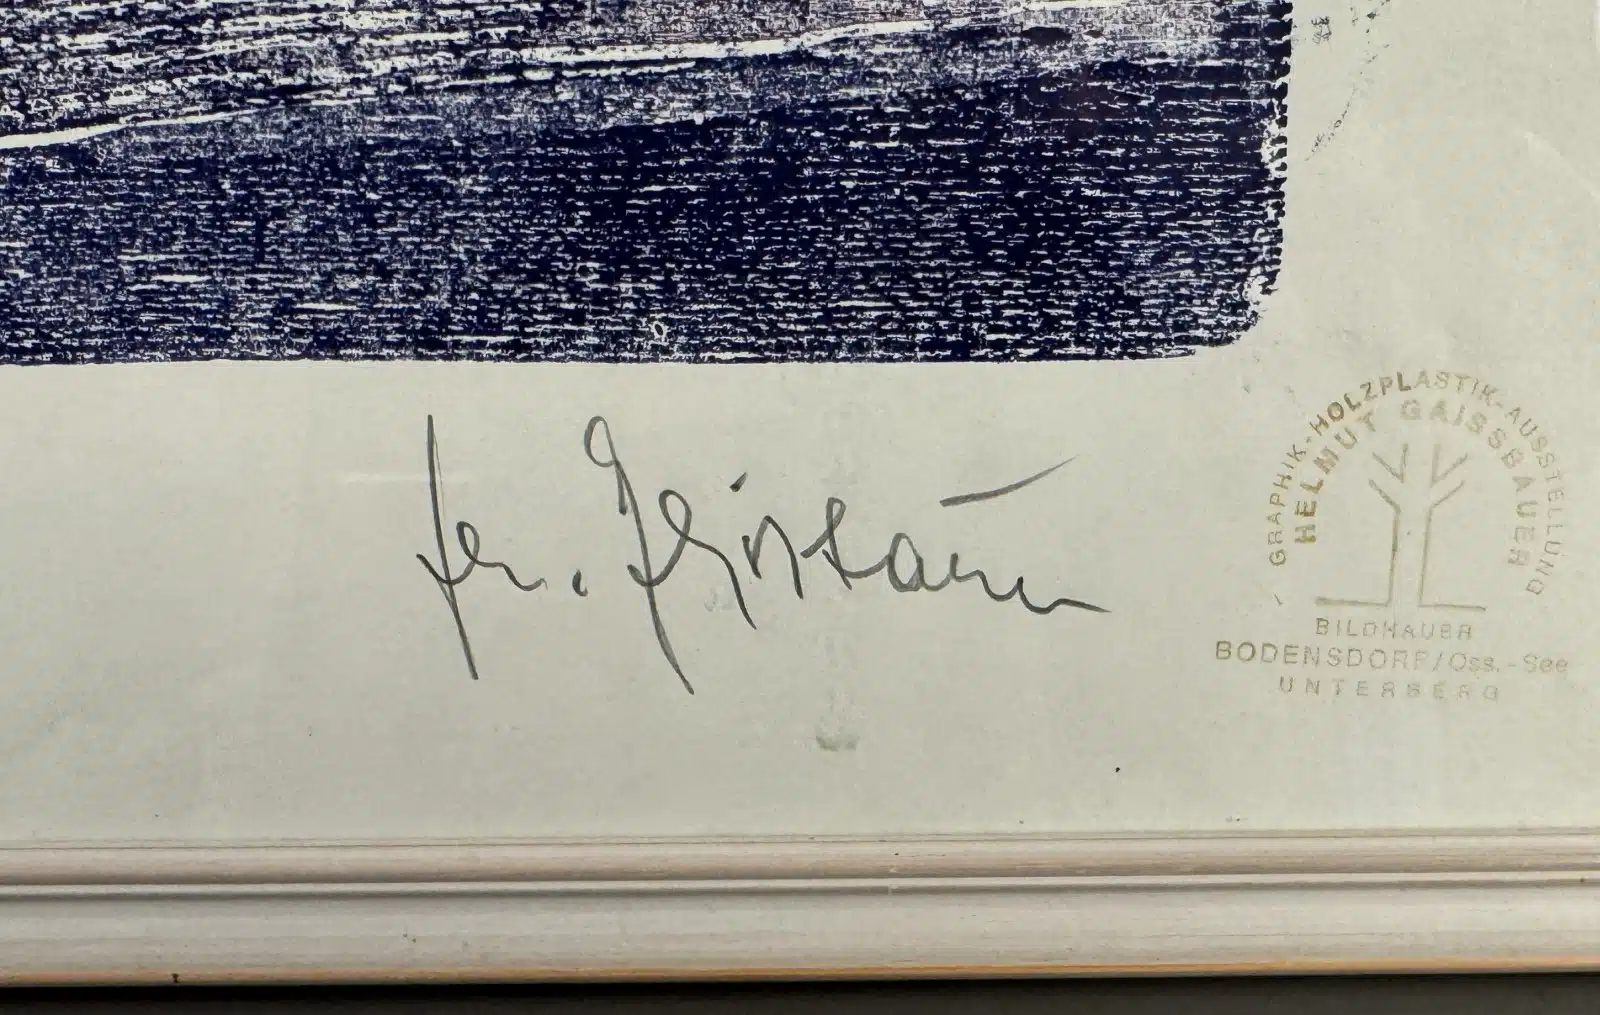 GRAPHIK-HOLZPLASTIK-AUSSTELLUNG
HELMUT GAISSBAUER
BILDHAUER
BODENSDORF/Oss.-See
UNTERBERG